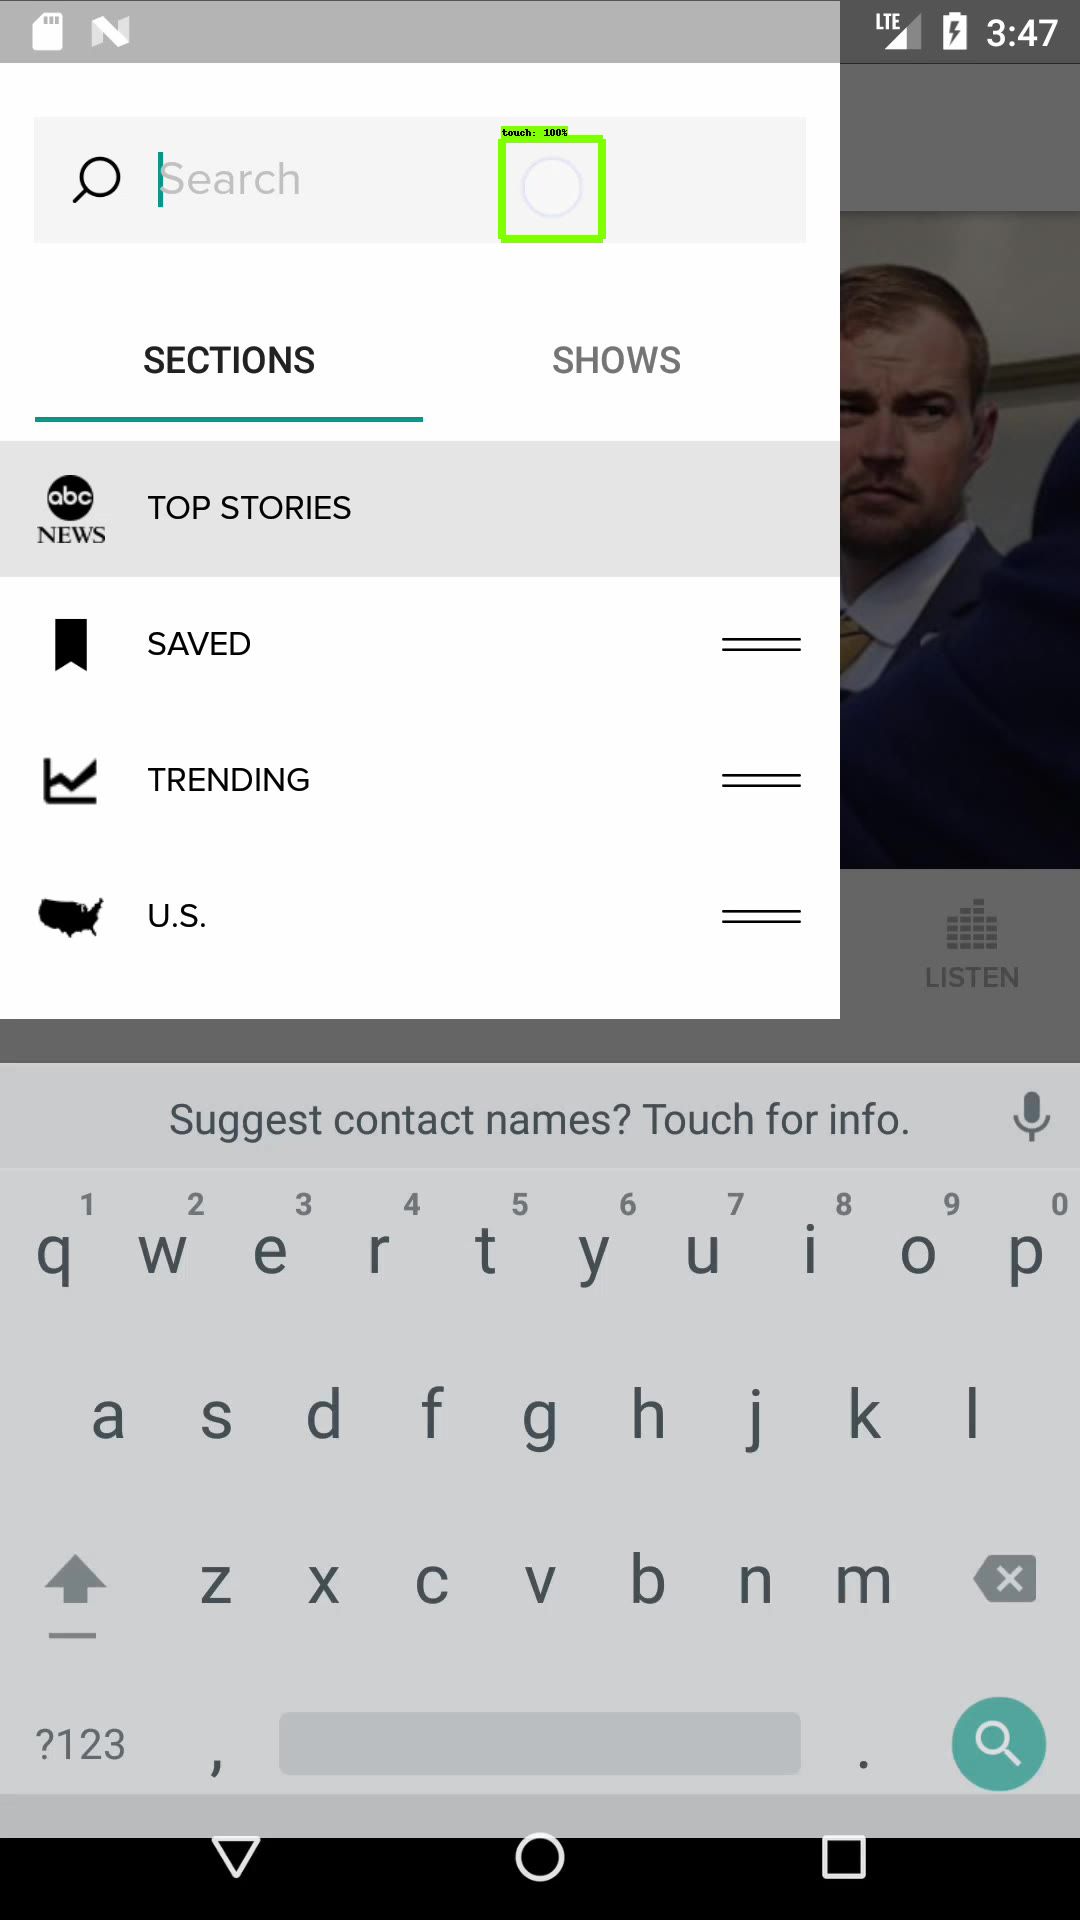 LTE 3:47
touch: 100%
Search
SECTIONS SHOWS
abc NEWS TOP STORIES
SAVED
TRENDING
U.S.
LISTEN
Suggest contact names? Touch for info.
1 2 3 4 5 6 7 8 9 0
q w e r t y u i o p
a s d f g h j k l
z x c v b n m
?123 , .